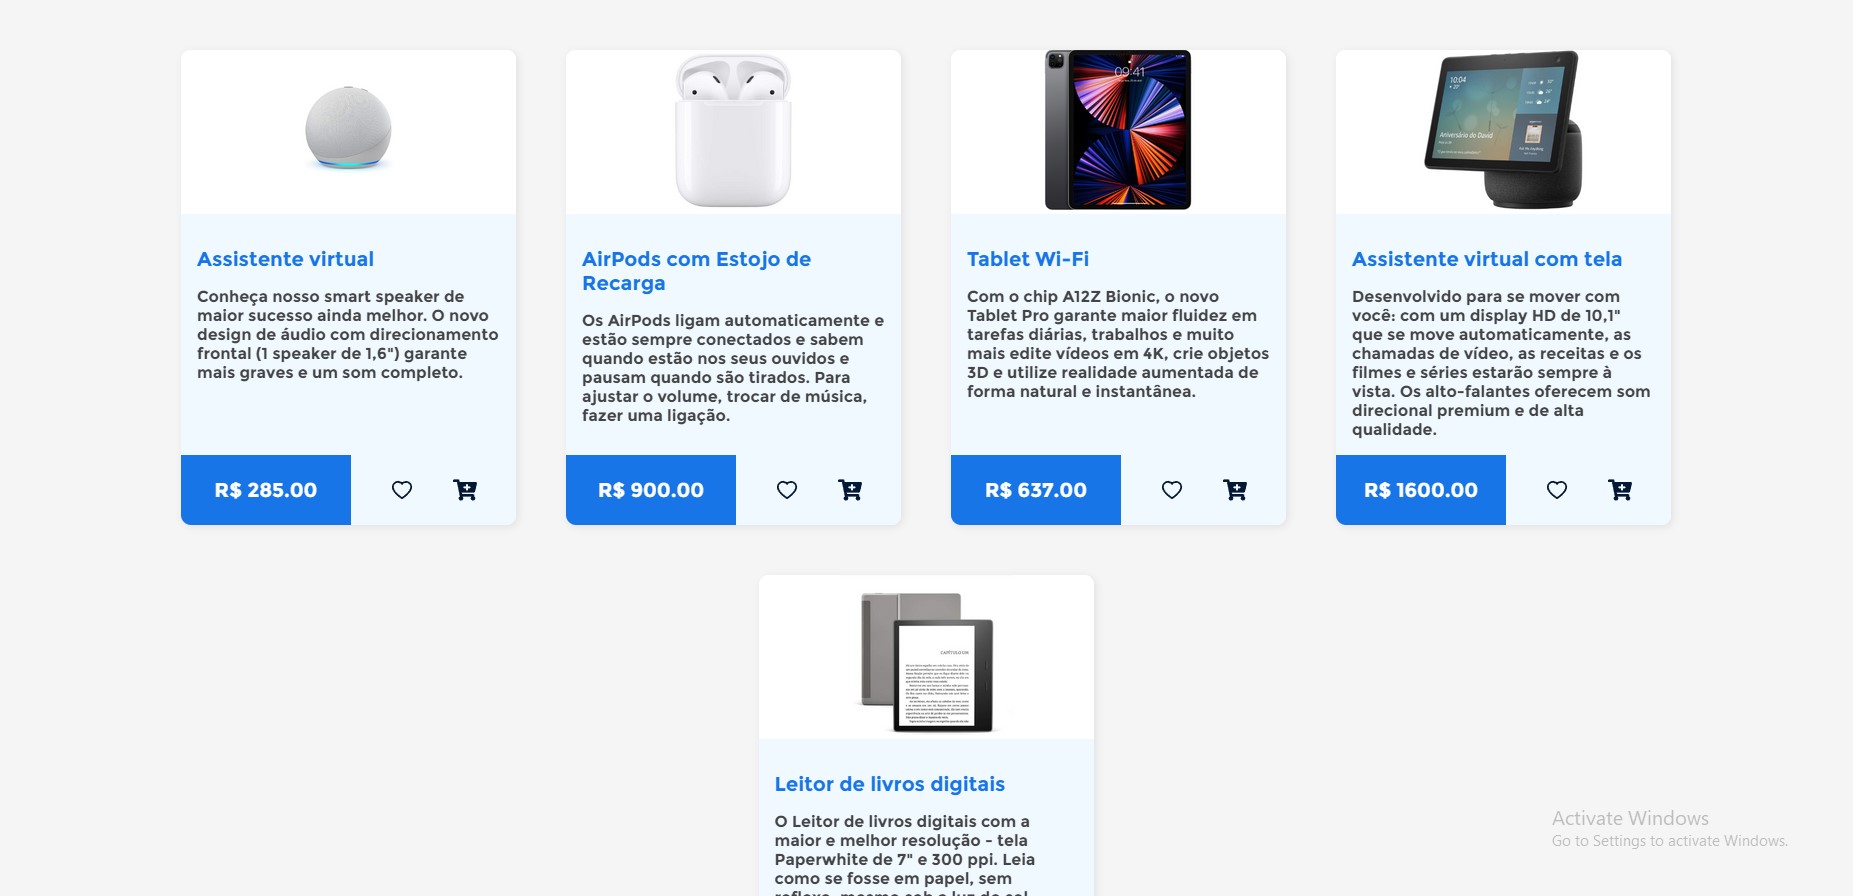 09:41
10:04
Aniversário do David
Assistente virtual
Conheça nosso smart speaker de
maior sucesso ainda melhor. O novo
design de áudio com direcionamento
frontal (1 speaker de 1,6") garante
mais graves e um som completo.
R$ 285.00
AirPods com Estojo de
Recarga
Os AirPods ligam automaticamente e
estão sempre conectados e sabem
quando estão nos seus ouvidos e
pausam quando são tirados. Para
ajustar o volume, trocar de música,
fazer uma ligação.
R$ 900.00
Tablet Wi-Fi
Com o chip A12Z Bionic, o novo
Tablet Pro garante maior fluidez em
tarefas diárias, trabalhos e muito
mais edite vídeos em 4K, crie objetos
3D e utilize realidade aumentada de
forma natural e instantânea.
R$ 637.00
Assistente virtual com tela
Desenvolvido para se mover com
você: com um display HD de 10,1"
que se move automaticamente, as
chamadas de vídeo, as receitas e os
filmes e séries estarão sempre à
vista. Os alto-falantes oferecem som
direcional premium e de alta
qualidade.
R$ 1600.00
CAPÍTULO UM
Leitor de livros digitais
O Leitor de livros digitais com a
maior e melhor resolução - tela
Paperwhite de 7" e 300 ppi. Leia
como se fosse em papel, sem
reflexo, mesmo sob a luz do sol
Activate Windows
Go to Settings to activate Windows.